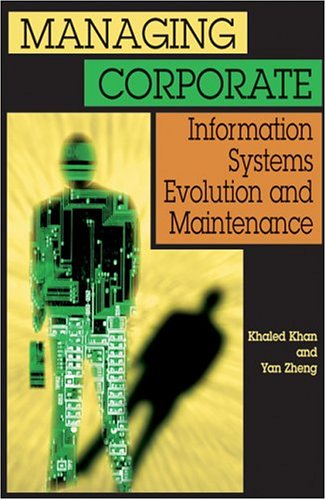 MANAGING
CORPORATE
Information
Systems
Evolution and
Maintenance
Khaled Khan
and
Yan Zheng